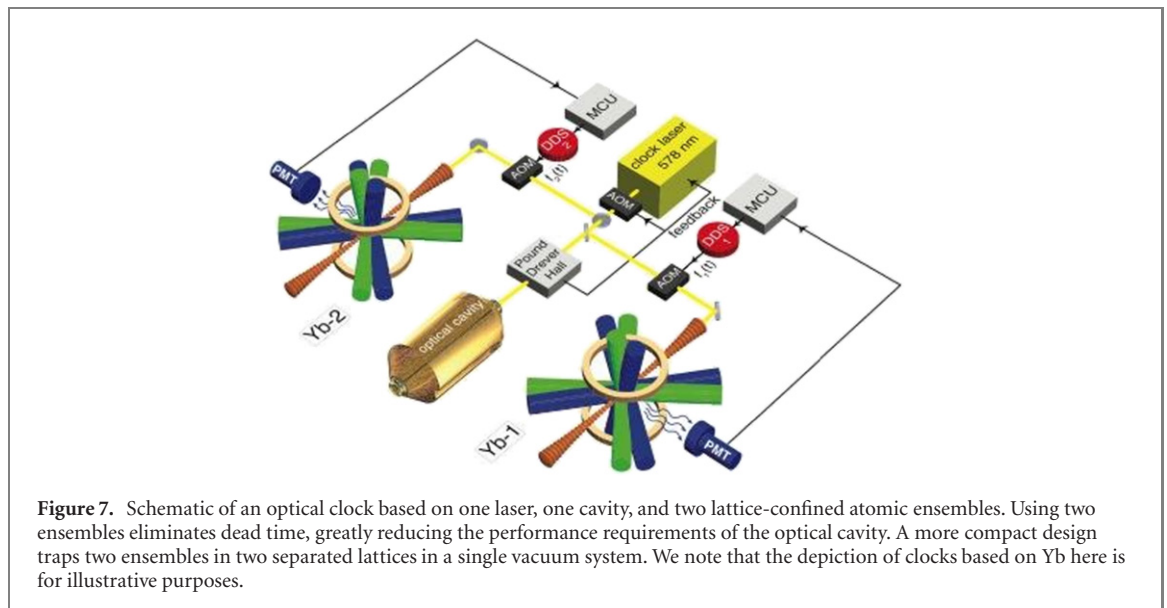 MCU
DDS
2
AOM
f₂(t)
PMT
clock laser
578 nm
AOM
feedback
MCU
DDS
1
AOM
f₁(t)
Pound
Drever
Hall
optical cavity
Yb-2
Yb-1
PMT
Figure 7. Schematic of an optical clock based on one laser, one cavity, and two lattice-confined atomic ensembles. Using two
ensembles eliminates dead time, greatly reducing the performance requirements of the optical cavity. A more compact design
traps two ensembles in two separated lattices in a single vacuum system. We note that the depiction of clocks based on Yb here is
for illustrative purposes.